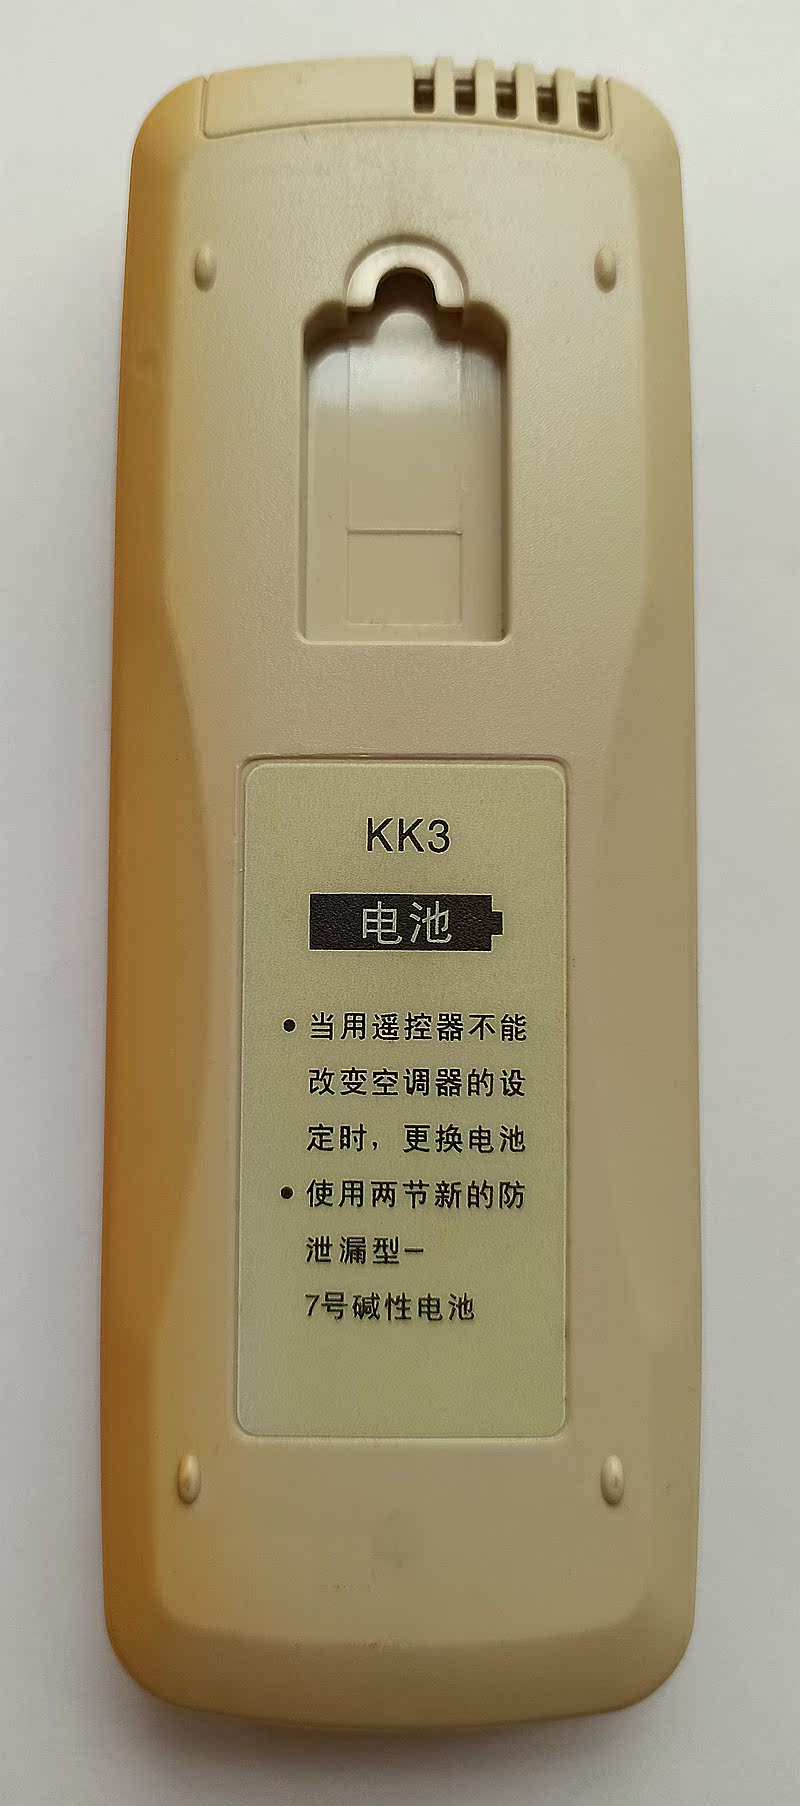 KK3
电池
•当用遥控器不能
改变空调器的设
定时，更换电池
•使用两节新的防
泄漏型—
7号碱性电池